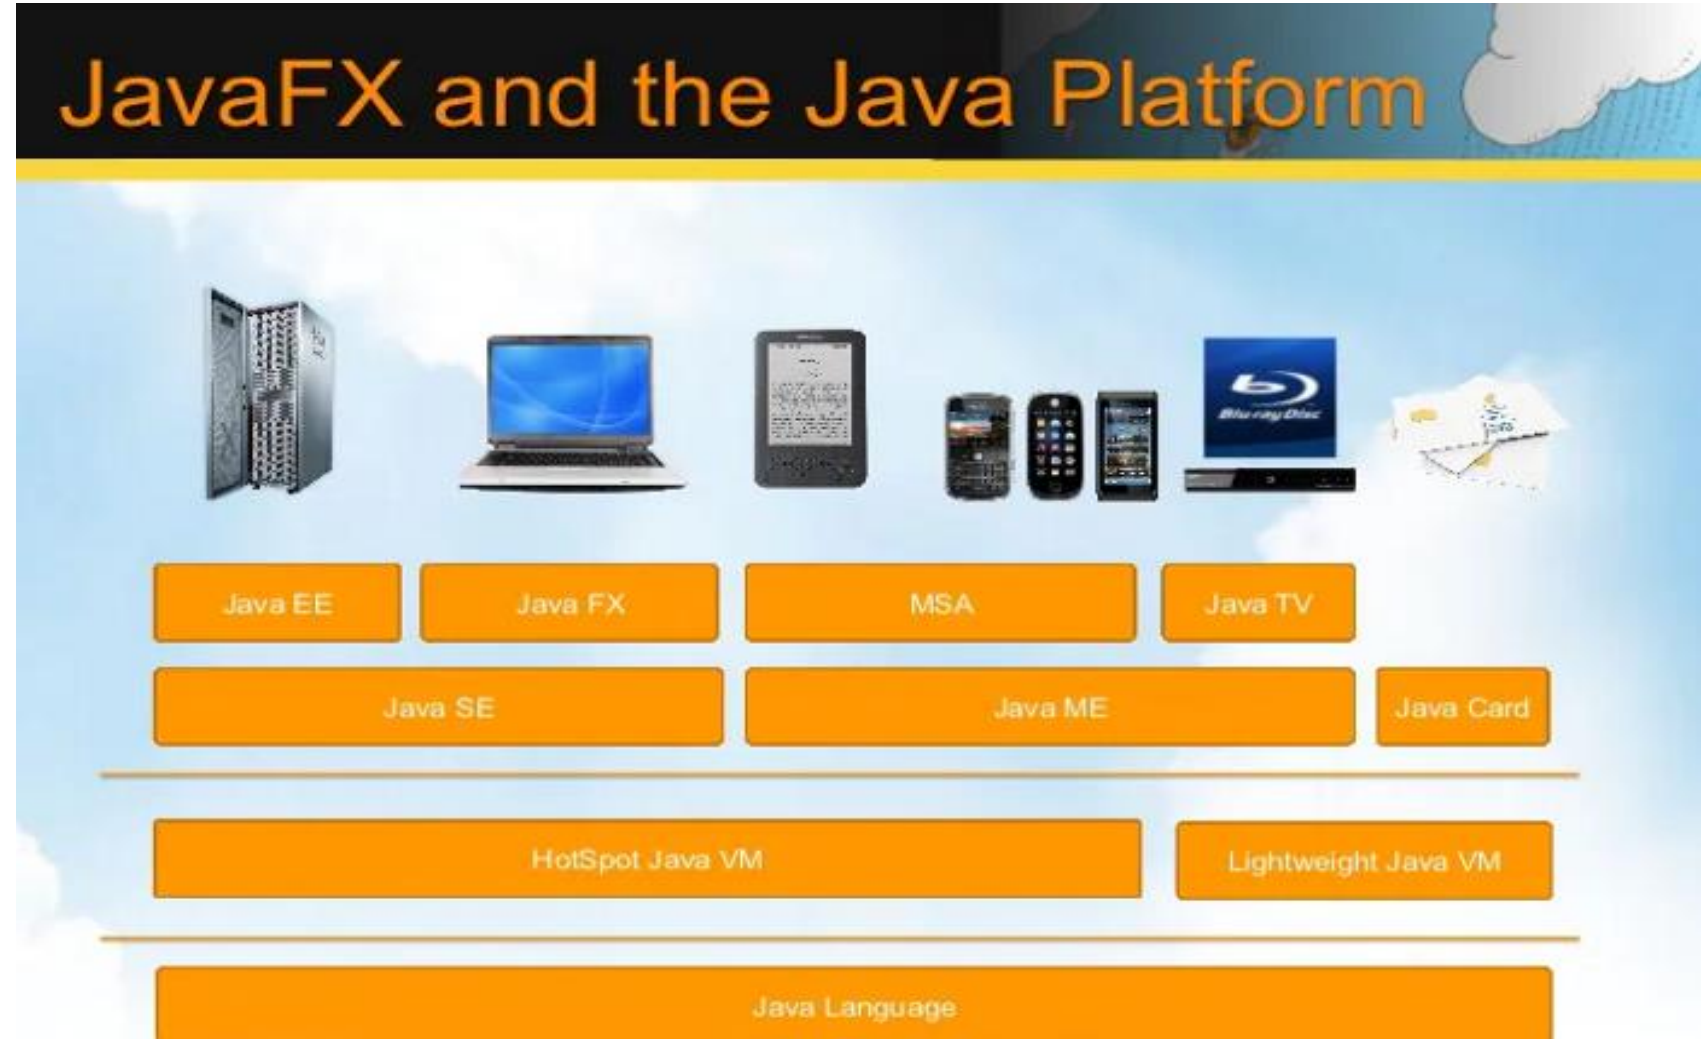 JavaFX and the Java Platform
Blu-ray Disc
Java EE
Java FX
MSA
Java TV
Java SE
Java ME
Java Card
HotSpot Java VM
Lightweight Java VM
Java Language